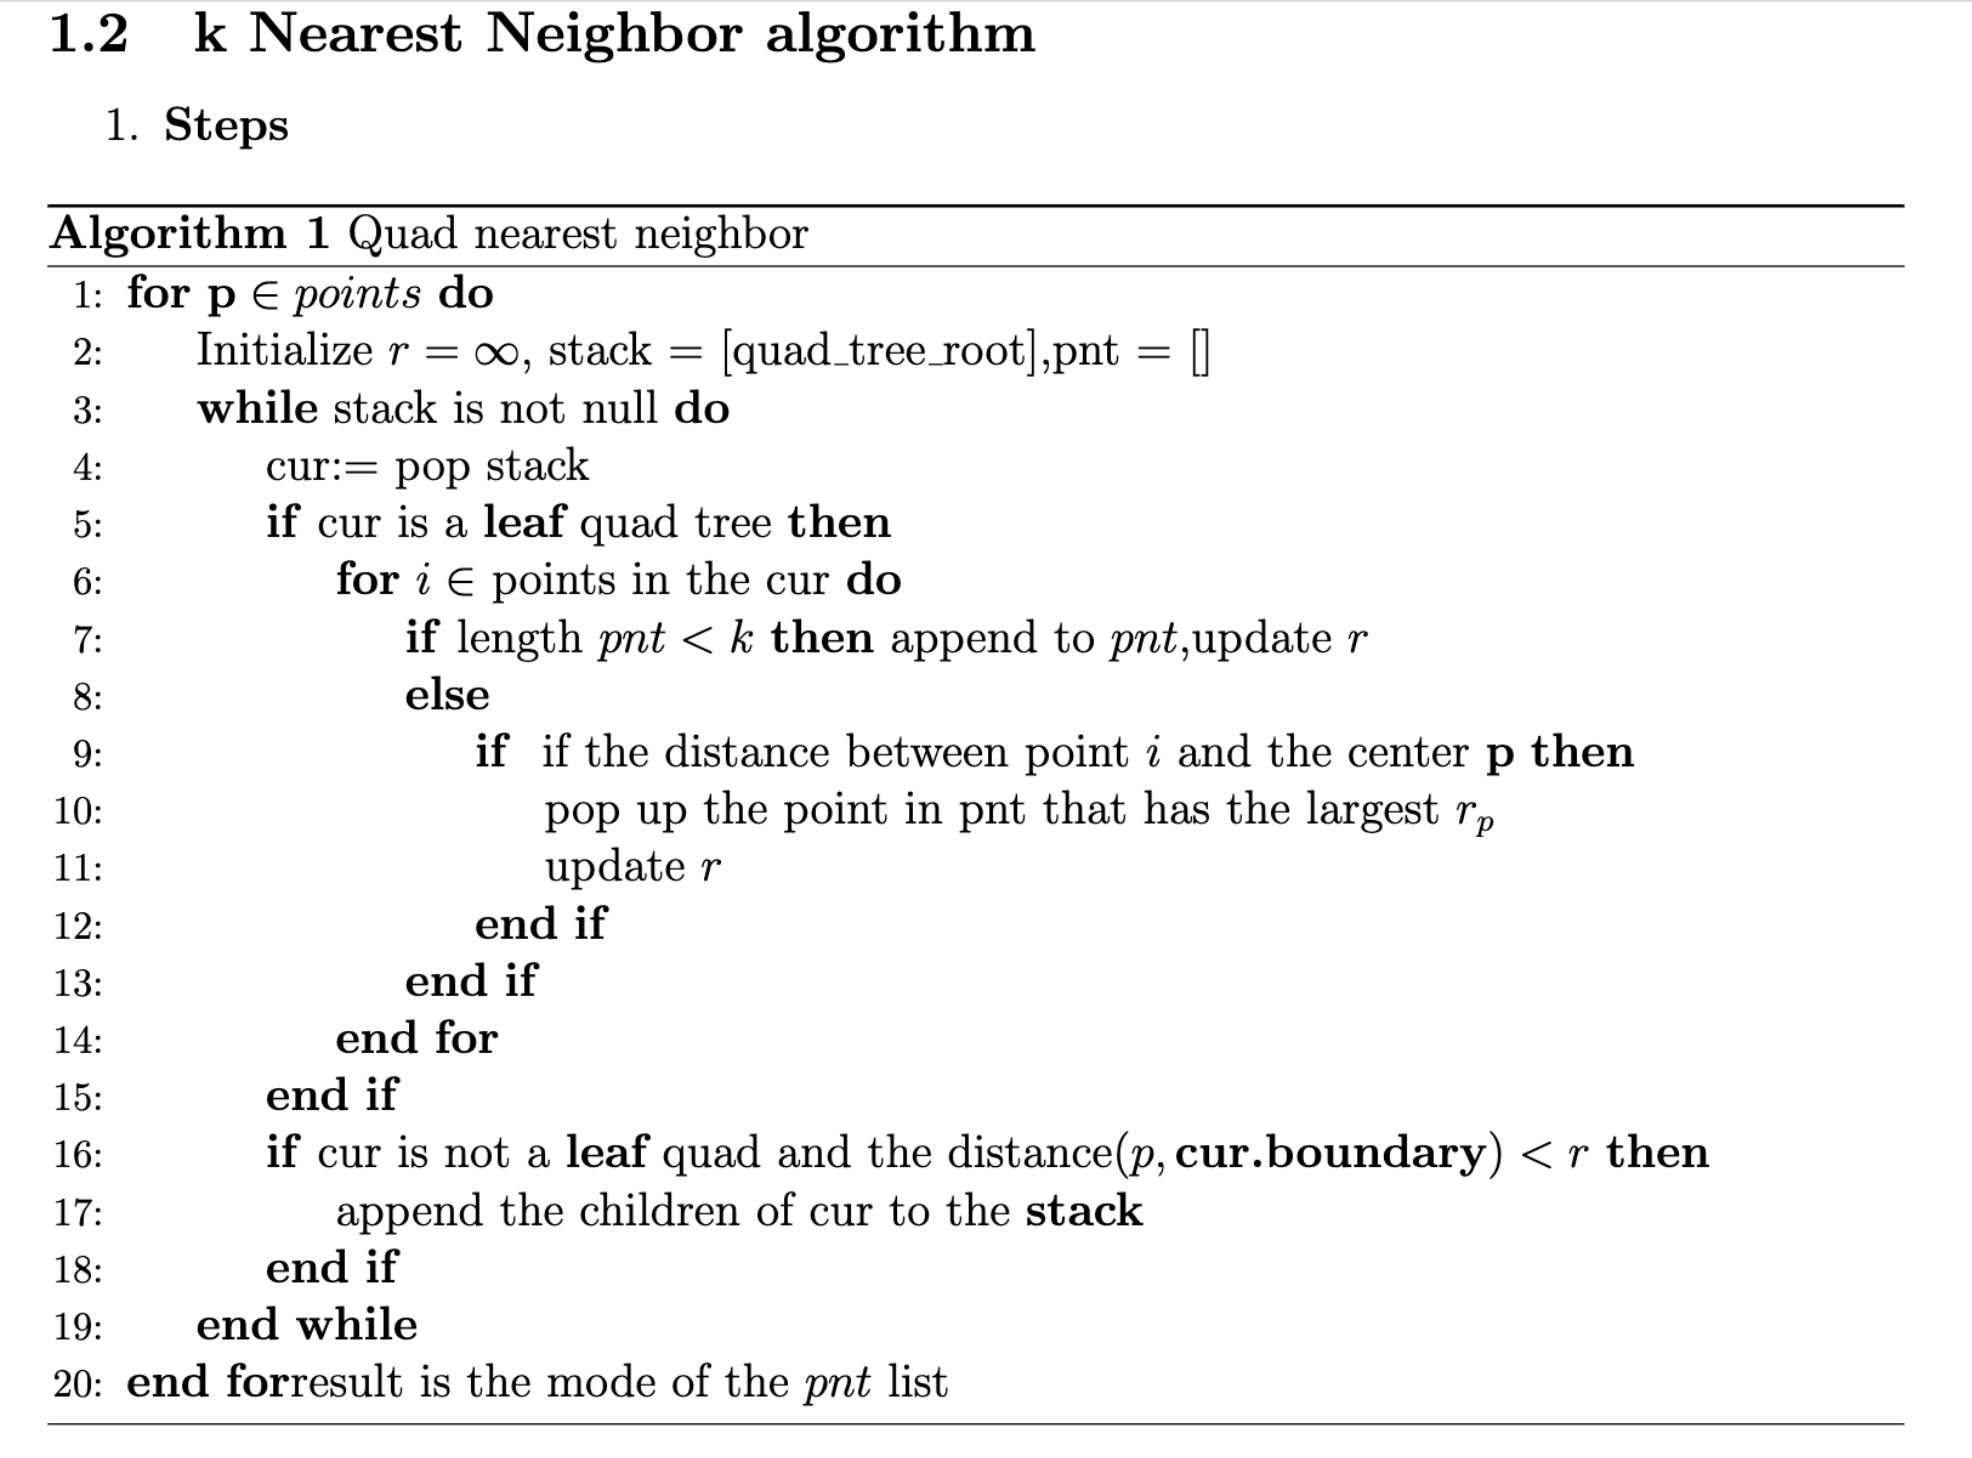 1.2 k Nearest Neighbor algorithm
1. Steps
Algorithm 1 Quad nearest neighbor
1: for p ∈ points do
2: Initialize r = ∞, stack = [quad_tree_root],pnt = []
3: while stack is not null do
4: cur:= pop stack
5: if cur is a leaf quad tree then
6: for i ∈ points in the cur do
7: if length pnt < k then append to pnt,update r
8: else
9: if if the distance between point i and the center p then
10: pop up the point in pnt that has the largest r_p
11: update r
12: end if
13: end if
14: end for
15: end if
16: if cur is not a leaf quad and the distance(p, cur.boundary) < r then
17: append the children of cur to the stack
18: end if
19: end while
20: end forresult is the mode of the pnt list